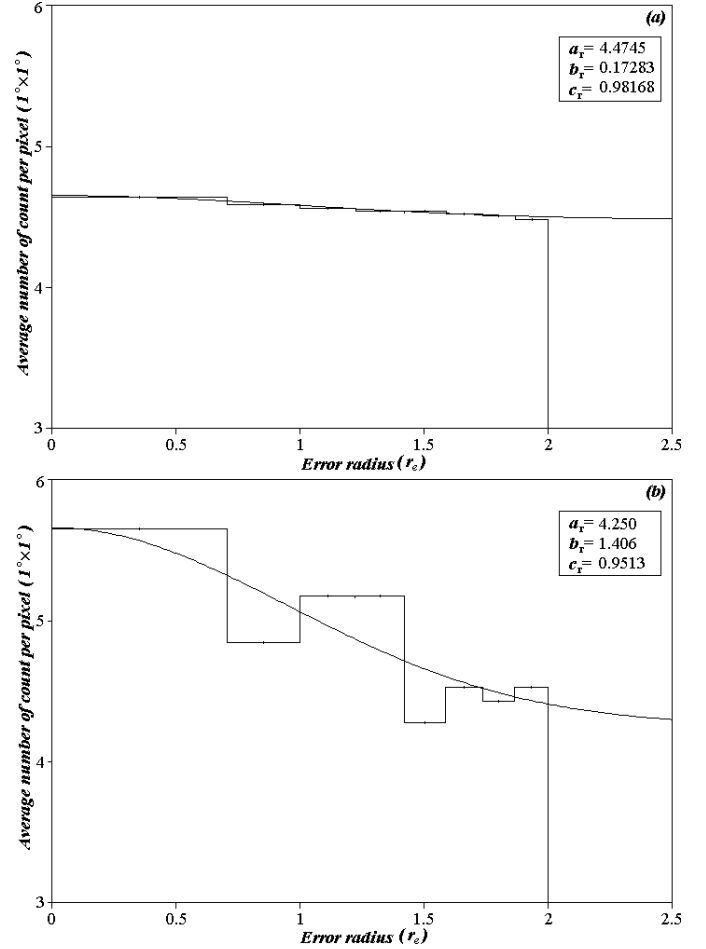 (a)
a_r= 4.4745
b_r= 0.17283
c_r= 0.98168
Average number of count per pixel (1°×1°)
6
5
4
3
0 0.5 1 1.5 2 2.5
Error radius (r_e)
(b)
a_r= 4.250
b_r= 1.406
c_r= 0.9513
Average number of count per pixel (1°×1°)
6
5
4
3
0 0.5 1 1.5 2 2.5
Error radius (r_e)